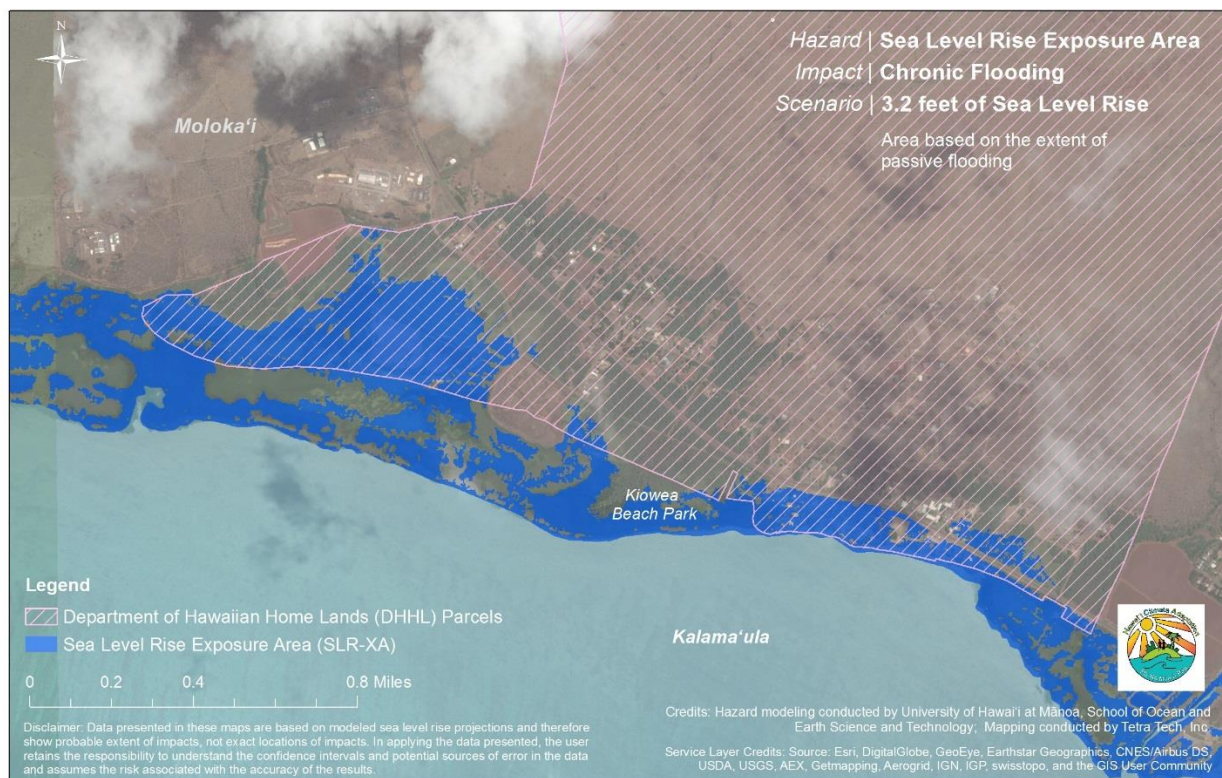 N
Hazard | Sea Level Rise Exposure Area
Impact | Chronic Flooding
Scenario | 3.2 feet of Sea Level Rise
Area based on the extent of
passive flooding
Moloka‘i
Kiowea
Beach Park
Kalama‘ula
Legend
Department of Hawaiian Home Lands (DHHL) Parcels
Sea Level Rise Exposure Area (SLR-XA)
0 0.2 0.4 0.8 Miles
Disclaimer: Data presented in these maps are based on modeled sea level rise projections and therefore
show probable extent of impacts, not exact locations of impacts. In applying the data presented, the user
retains the responsibility to understand the confidence intervals and potential sources of error in the data
and assumes the risk associated with the accuracy of the results.
Hawai‘i Climate Adaptation
Credits: Hazard modeling conducted by University of Hawai‘i at Mānoa, School of Ocean and
Earth Science and Technology; Mapping conducted by Tetra Tech, Inc.
Service Layer Credits: Source: Esri, DigitalGlobe, GeoEye, Earthstar Geographics, CNES/Airbus DS,
USDA, USGS, AEX, Getmapping, Aerogrid, IGN, IGP, swisstopo, and the GIS User Community